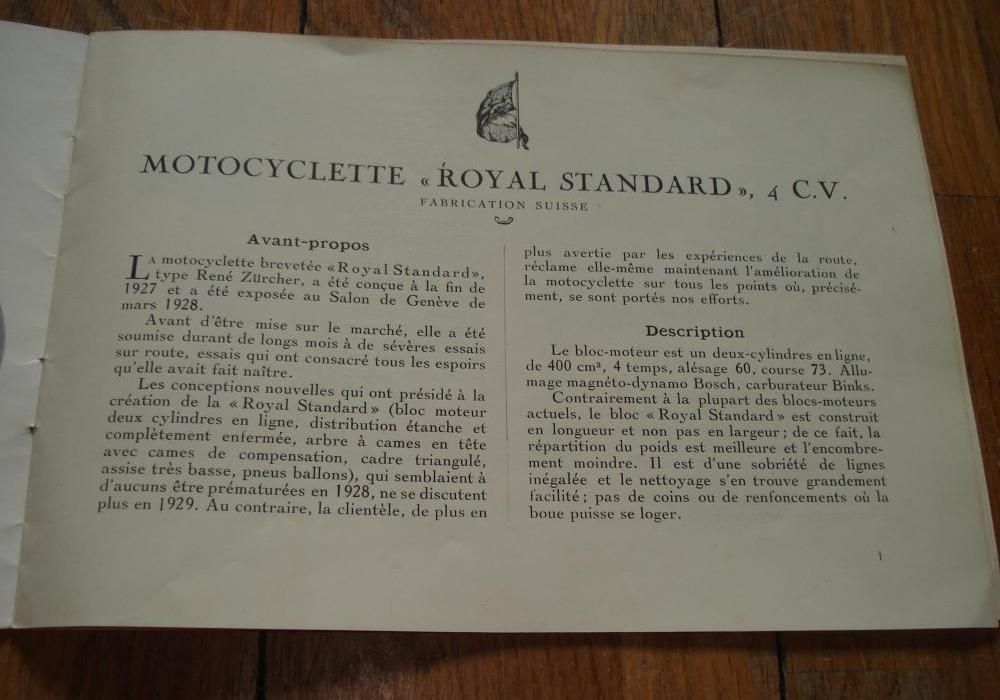 MOTOCYCLETTE « ROYAL STANDARD », 4 C.V.
FABRICATION SUISSE
Avant-propos
LA motocyclette brevetée « Royal Standard »,
type René Zürcher, a été conçue à la fin de
1927 et a été exposée au Salon de Genève de
mars 1928.
Avant d'être mise sur le marché, elle a été
soumise durant de longs mois à de sévères essais
sur route, essais qui ont consacré tous les espoirs
qu'elle avait fait naître.
Les conceptions nouvelles qui ont présidé à la
création de la « Royal Standard » (bloc moteur
deux cylindres en ligne, distribution étanche et
complètement enfermée, arbre à cames en tête
avec cames de compensation, cadre triangulé,
assise très basse, pneus ballons), qui semblaient à
d'aucuns être prématurées en 1928, ne se discutent
plus en 1929. Au contraire, la clientèle, de plus en
plus avertie par les expériences de la route,
réclame elle-même maintenant l'amélioration de
la motocyclette sur tous les points où, précisé-
ment, se sont portés nos efforts.
Description
Le bloc-moteur est un deux-cylindres en ligne,
de 400 cm³, 4 temps, alésage 60, course 73. Allu-
mage magnéto-dynamo Bosch, carburateur Binks.
Contrairement à la plupart des blocs-moteurs
actuels, le bloc « Royal Standard » est construit
en longueur et non pas en largeur ; de ce fait, la
répartition du poids est meilleure et l'encombre-
ment moindre. Il est d'une sobriété de lignes
inégalée et le nettoyage s'en trouve grandement
facilité ; pas de coins ou de renfoncements où la
boue puisse se loger.
1